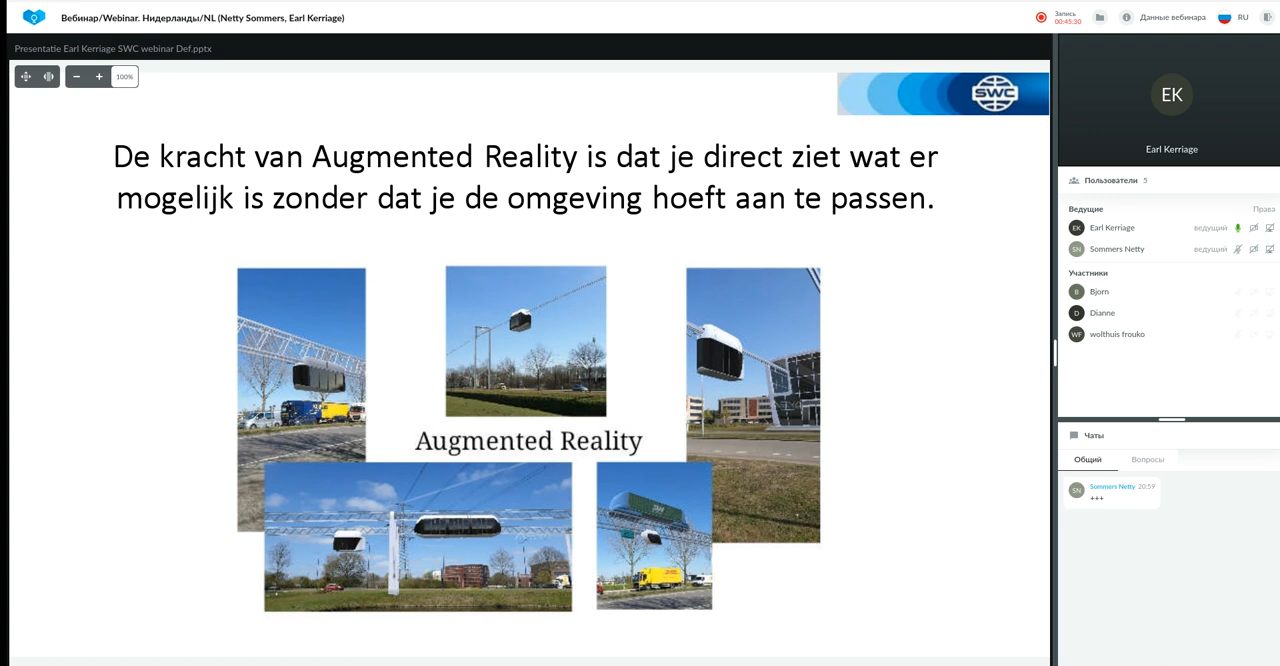 Вебинар/Webinar. Нидерланды/NL (Netty Sommers, Earl Kerriage)
Запись
00:45:30
Данные вебинара
RU
Presentatie Earl Kerriage SWC webinar Def.pptx
100%
SWC
De kracht van Augmented Reality is dat je direct ziet wat er
mogelijk is zonder dat je de omgeving hoeft aan te passen.
Augmented Reality
EK
Earl Kerriage
Пользователи 5
Ведущие Права
EK Earl Kerriage ведущий
SN Sommers Netty ведущий
Участники
B Bjorn
D Dianne
WF wolthuis frouko
Чаты
Общий Вопросы
SN Sommers Netty 20:59
+++